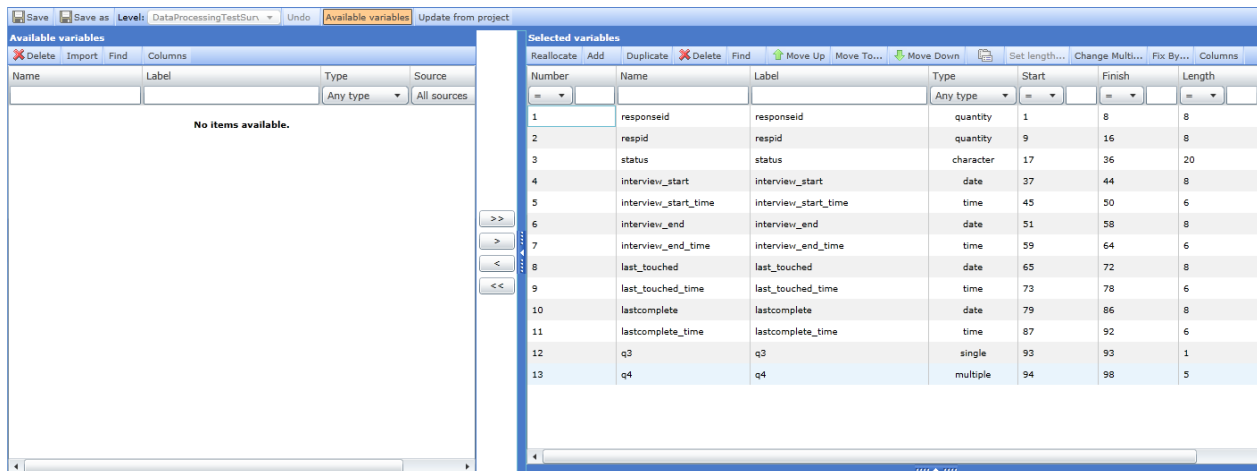 Save Save as Level: DataProcessingTestSurv Undo Available variables Update from project
Available variables
Delete Import Find Columns
Name Label Type Source
Any type All sources
No items available.
>>
>
<
<<
Selected variables
Reallocate Add Duplicate Delete Find Move Up Move To... Move Down Set length... Change Multi... Fix By... Columns
Number Name Label Type Start Finish Length
= Any type = = =
1 responseid responseid quantity 1 8 8
2 respid respid quantity 9 16 8
3 status status character 17 36 20
4 interview_start interview_start date 37 44 8
5 interview_start_time interview_start_time time 45 50 6
6 interview_end interview_end date 51 58 8
7 interview_end_time interview_end_time time 59 64 6
8 last_touched last_touched date 65 72 8
9 last_touched_time last_touched_time time 73 78 6
10 lastcomplete lastcomplete date 79 86 8
11 lastcomplete_time lastcomplete_time time 87 92 6
12 q3 q3 single 93 93 1
13 q4 q4 multiple 94 98 5